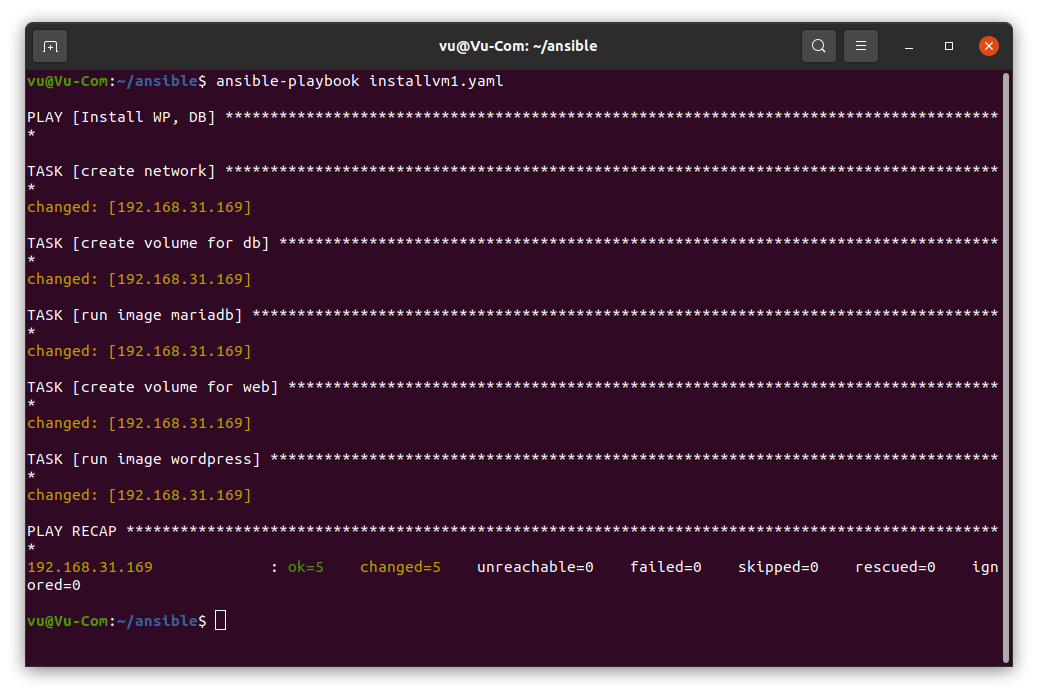 vu@Vu-Com: ~/ansible
vu@Vu-Com:~/ansible$ ansible-playbook installvm1.yaml
PLAY [Install WP, DB] **************************************************************************************
*
TASK [create network] **************************************************************************************
*
changed: [192.168.31.169]
TASK [create volume for db] ********************************************************************************
*
changed: [192.168.31.169]
TASK [run image mariadb] ***********************************************************************************
*
changed: [192.168.31.169]
TASK [create volume for web] *******************************************************************************
*
changed: [192.168.31.169]
TASK [run image wordpress] *********************************************************************************
*
changed: [192.168.31.169]
PLAY RECAP *************************************************************************************************
*
192.168.31.169             : ok=5    changed=5    unreachable=0    failed=0    skipped=0    rescued=0    ign
ored=0
vu@Vu-Com:~/ansible$